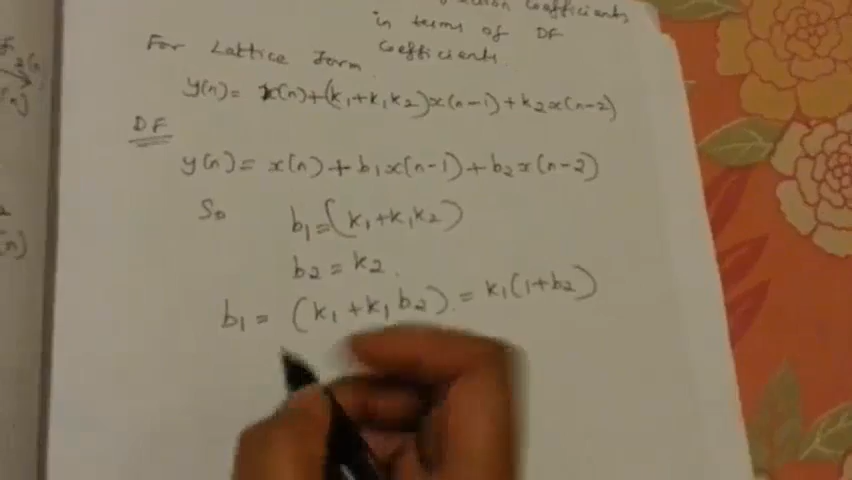 coefficients
in terms of DF
coefficients.
For Lattice Form
y(n) = x(n)+(k₁+k₁k₂)x(n-1)+k₂x(n-2)
DF
y(n) = x(n)+b₁x(n-1)+b₂x(n-2)
So b₁=(k₁+k₁k₂)
b₂=k₂.
b₁ = (k₁+k₁b₂) = k₁(1+b₂)
(n)